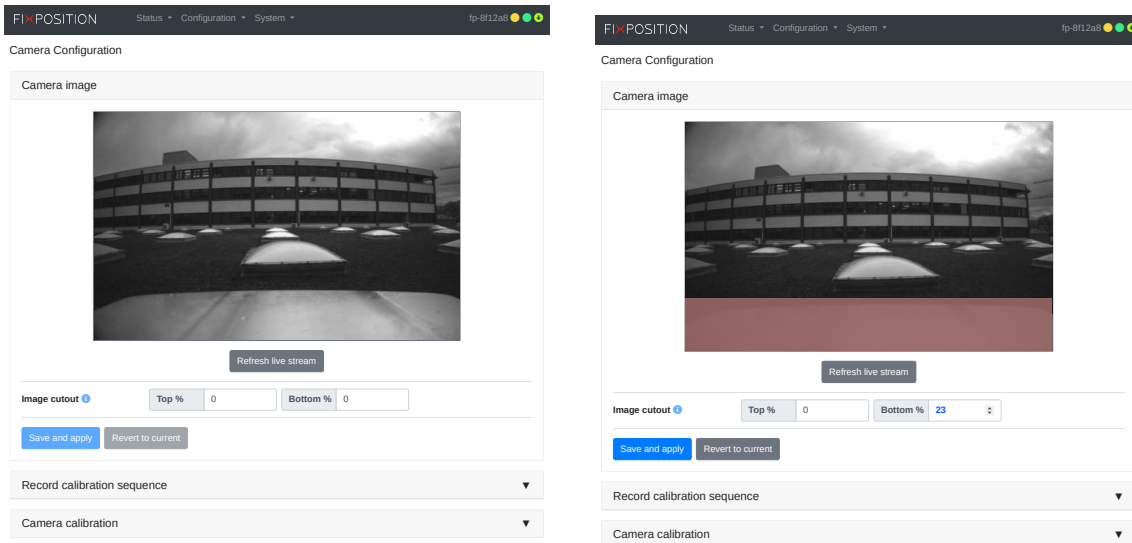 FIXPOSITION Status Configuration System fp-8f12a8
Camera Configuration
Camera image
Refresh live stream
Image cutout Top % 0 Bottom % 0
Save and apply Revert to current
Record calibration sequence
Camera calibration
FIXPOSITION Status Configuration System fp-8f12a8
Camera Configuration
Camera image
Refresh live stream
Image cutout Top % 0 Bottom % 23
Save and apply Revert to current
Record calibration sequence
Camera calibration